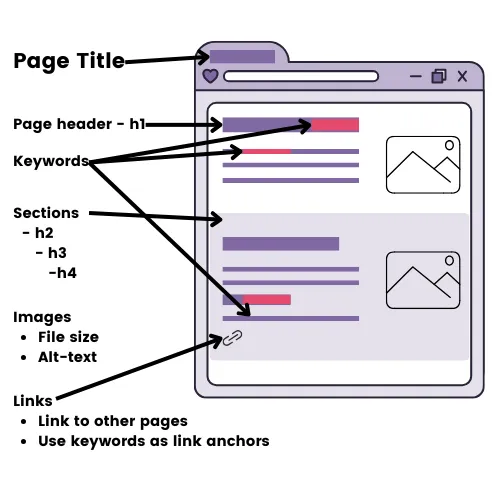 Page Title
Page header - h1
Keywords
Sections
- h2
- h3
-h4
Images
• File size
• Alt-text
Links
• Link to other pages
• Use keywords as link anchors